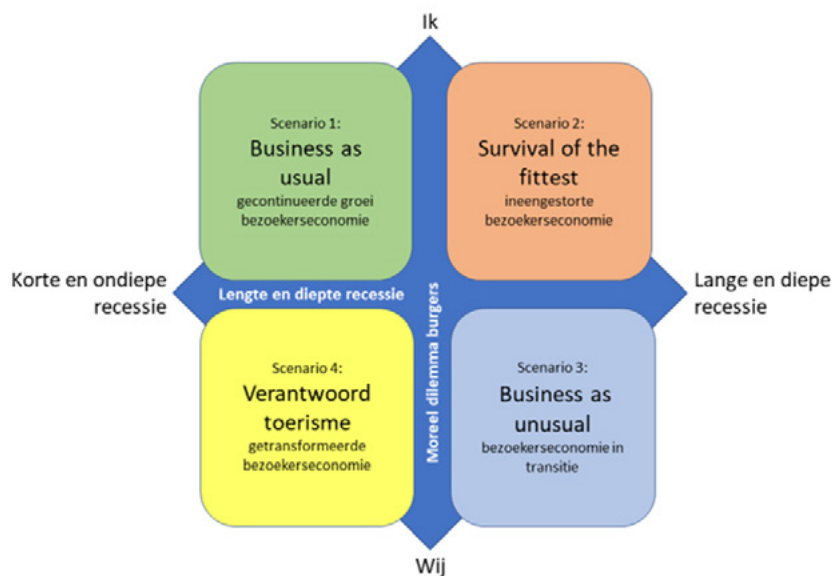 Ik
Scenario 1:
Business as
usual
gecontinueerde groei
bezoekerseconomie
Scenario 2:
Survival of the
fittest
ineengestorte
bezoekerseconomie
Korte en ondiepe
recessie
Lengte en diepte recessie
Moreel dilemma burgers
Lange en diepe
recessie
Scenario 4:
Verantwoord
toerisme
getransformeerde
bezoekerseconomie
Scenario 3:
Business as
unusual
bezoekerseconomie in
transitie
Wij